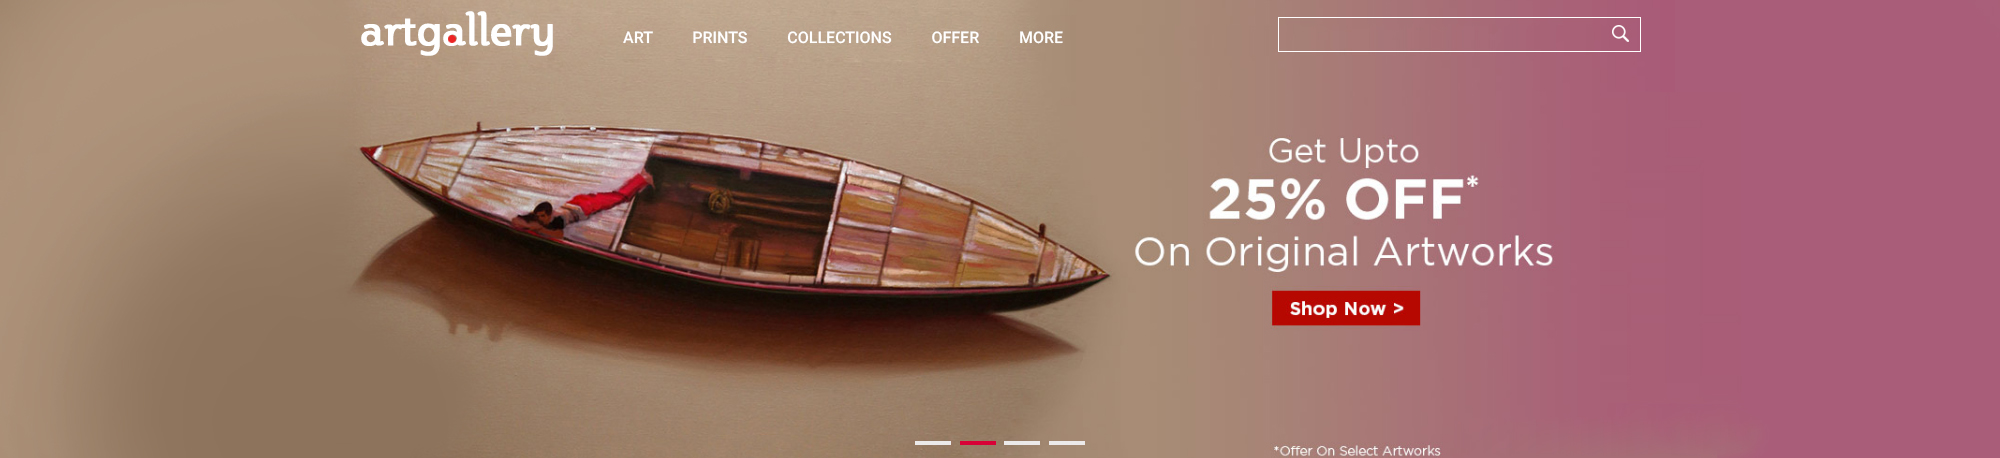 artgallery
ART PRINTS COLLECTIONS OFFER MORE
Get Upto
25% OFF*
On Original Artworks
Shop Now >
*Offer On Select Artworks